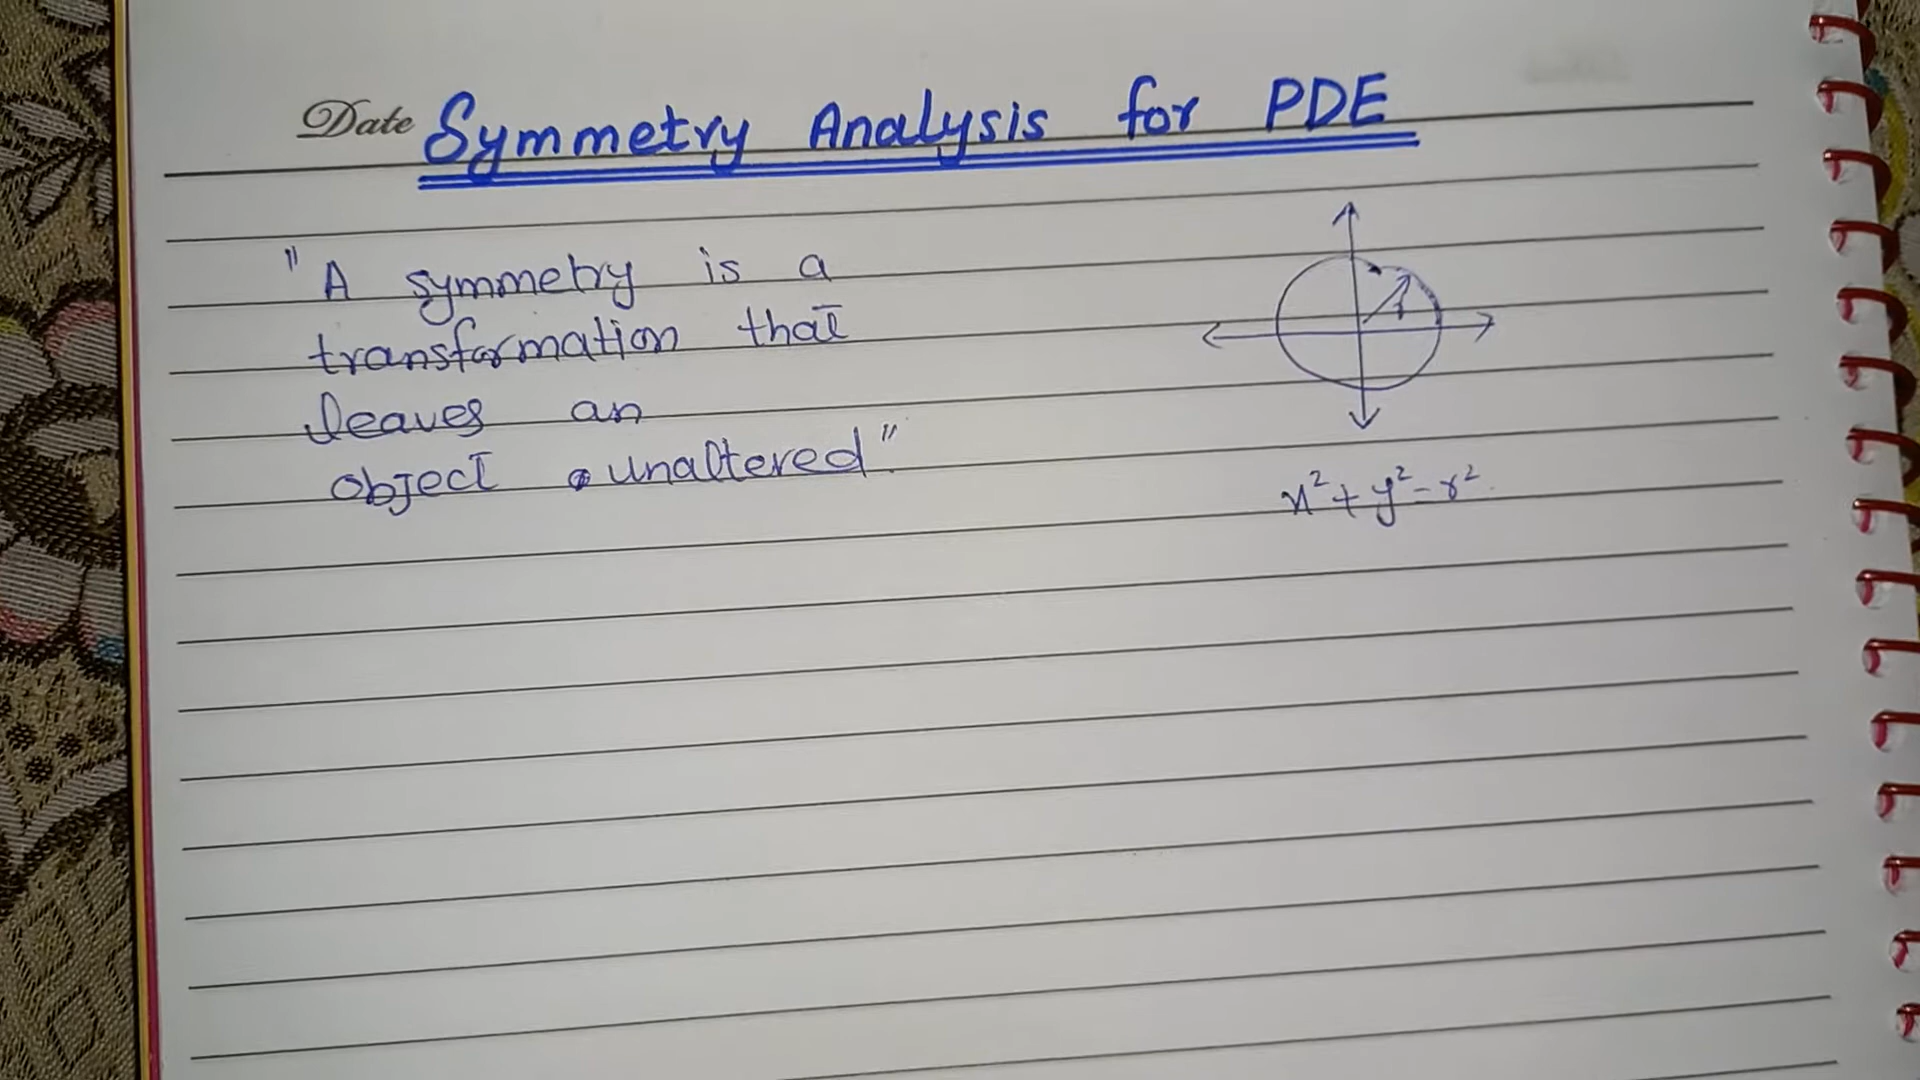 Date Symmetry Analysis for PDE
"A symmetry is a
transformation that
leaves an
object unaltered"
r
x²+y²-r²